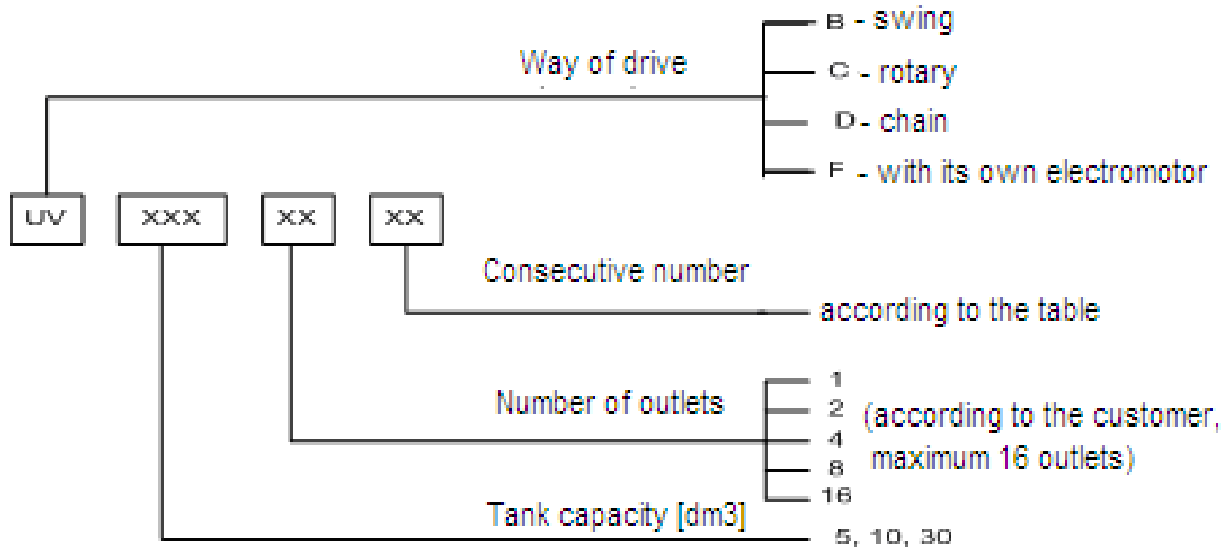 B - swing
Way of drive
C - rotary
D - chain
F - with its own electromotor
UV XXX XX XX
Consecutive number
according to the table
1
Number of outlets
2
(according to the customer,
4
maximum 16 outlets)
8
16
Tank capacity [dm3]
5, 10, 30